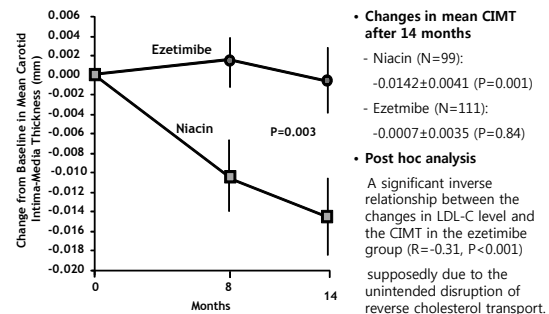 Change from Baseline in Mean Carotid
Intima-Media Thickness (mm)
0.006
0.004
0.002
0.000
-0.002
-0.004
-0.006
-0.008
-0.010
-0.012
-0.014
-0.016
-0.018
-0.020
Ezetimibe
Niacin
P=0.003
0
8
14
Months
• Changes in mean CIMT
after 14 months
- Niacin (N=99):
-0.0142±0.0041 (P=0.001)
- Ezetmibe (N=111):
-0.0007±0.0035 (P=0.84)
• Post hoc analysis
A significant inverse
relationship between the
changes in LDL-C level and
the CIMT in the ezetimibe
group (R=-0.31, P<0.001)
supposedly due to the
unintended disruption of
reverse cholesterol transport.